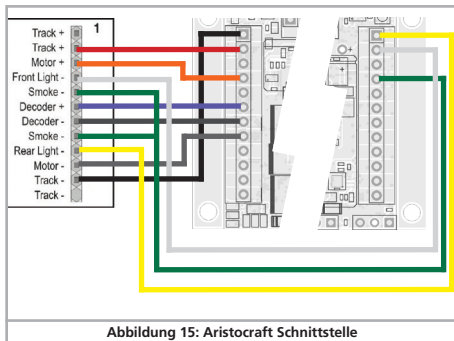 1
Track +
Track +
Motor +
Front Light -
Smoke -
Decoder +
Decoder -
Smoke -
Rear Light -
Motor -
Track -
Track -
Abbildung 15: Aristocraft Schnittstelle